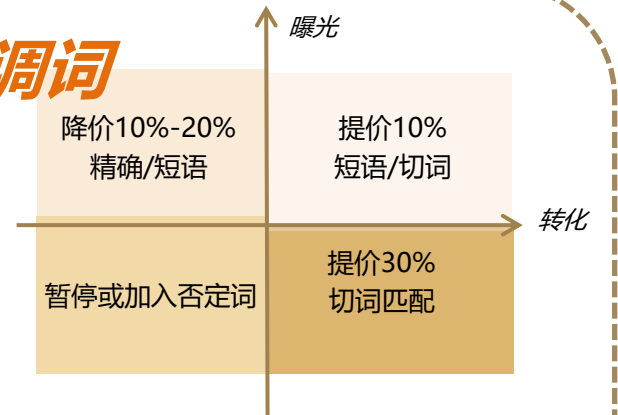 曝光
调词
降价10%-20%
精确/短语
提价10%
短语/切词
转化
暂停或加入否定词
提价30%
切词匹配